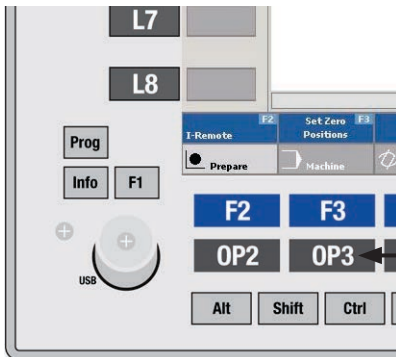 L7
L8
F2
F3
I-Remote
Set Zero
Positions
Prog
Prepare
Machine
Info
F1
F2
F3
OP2
OP3
USB
Alt
Shift
Ctrl